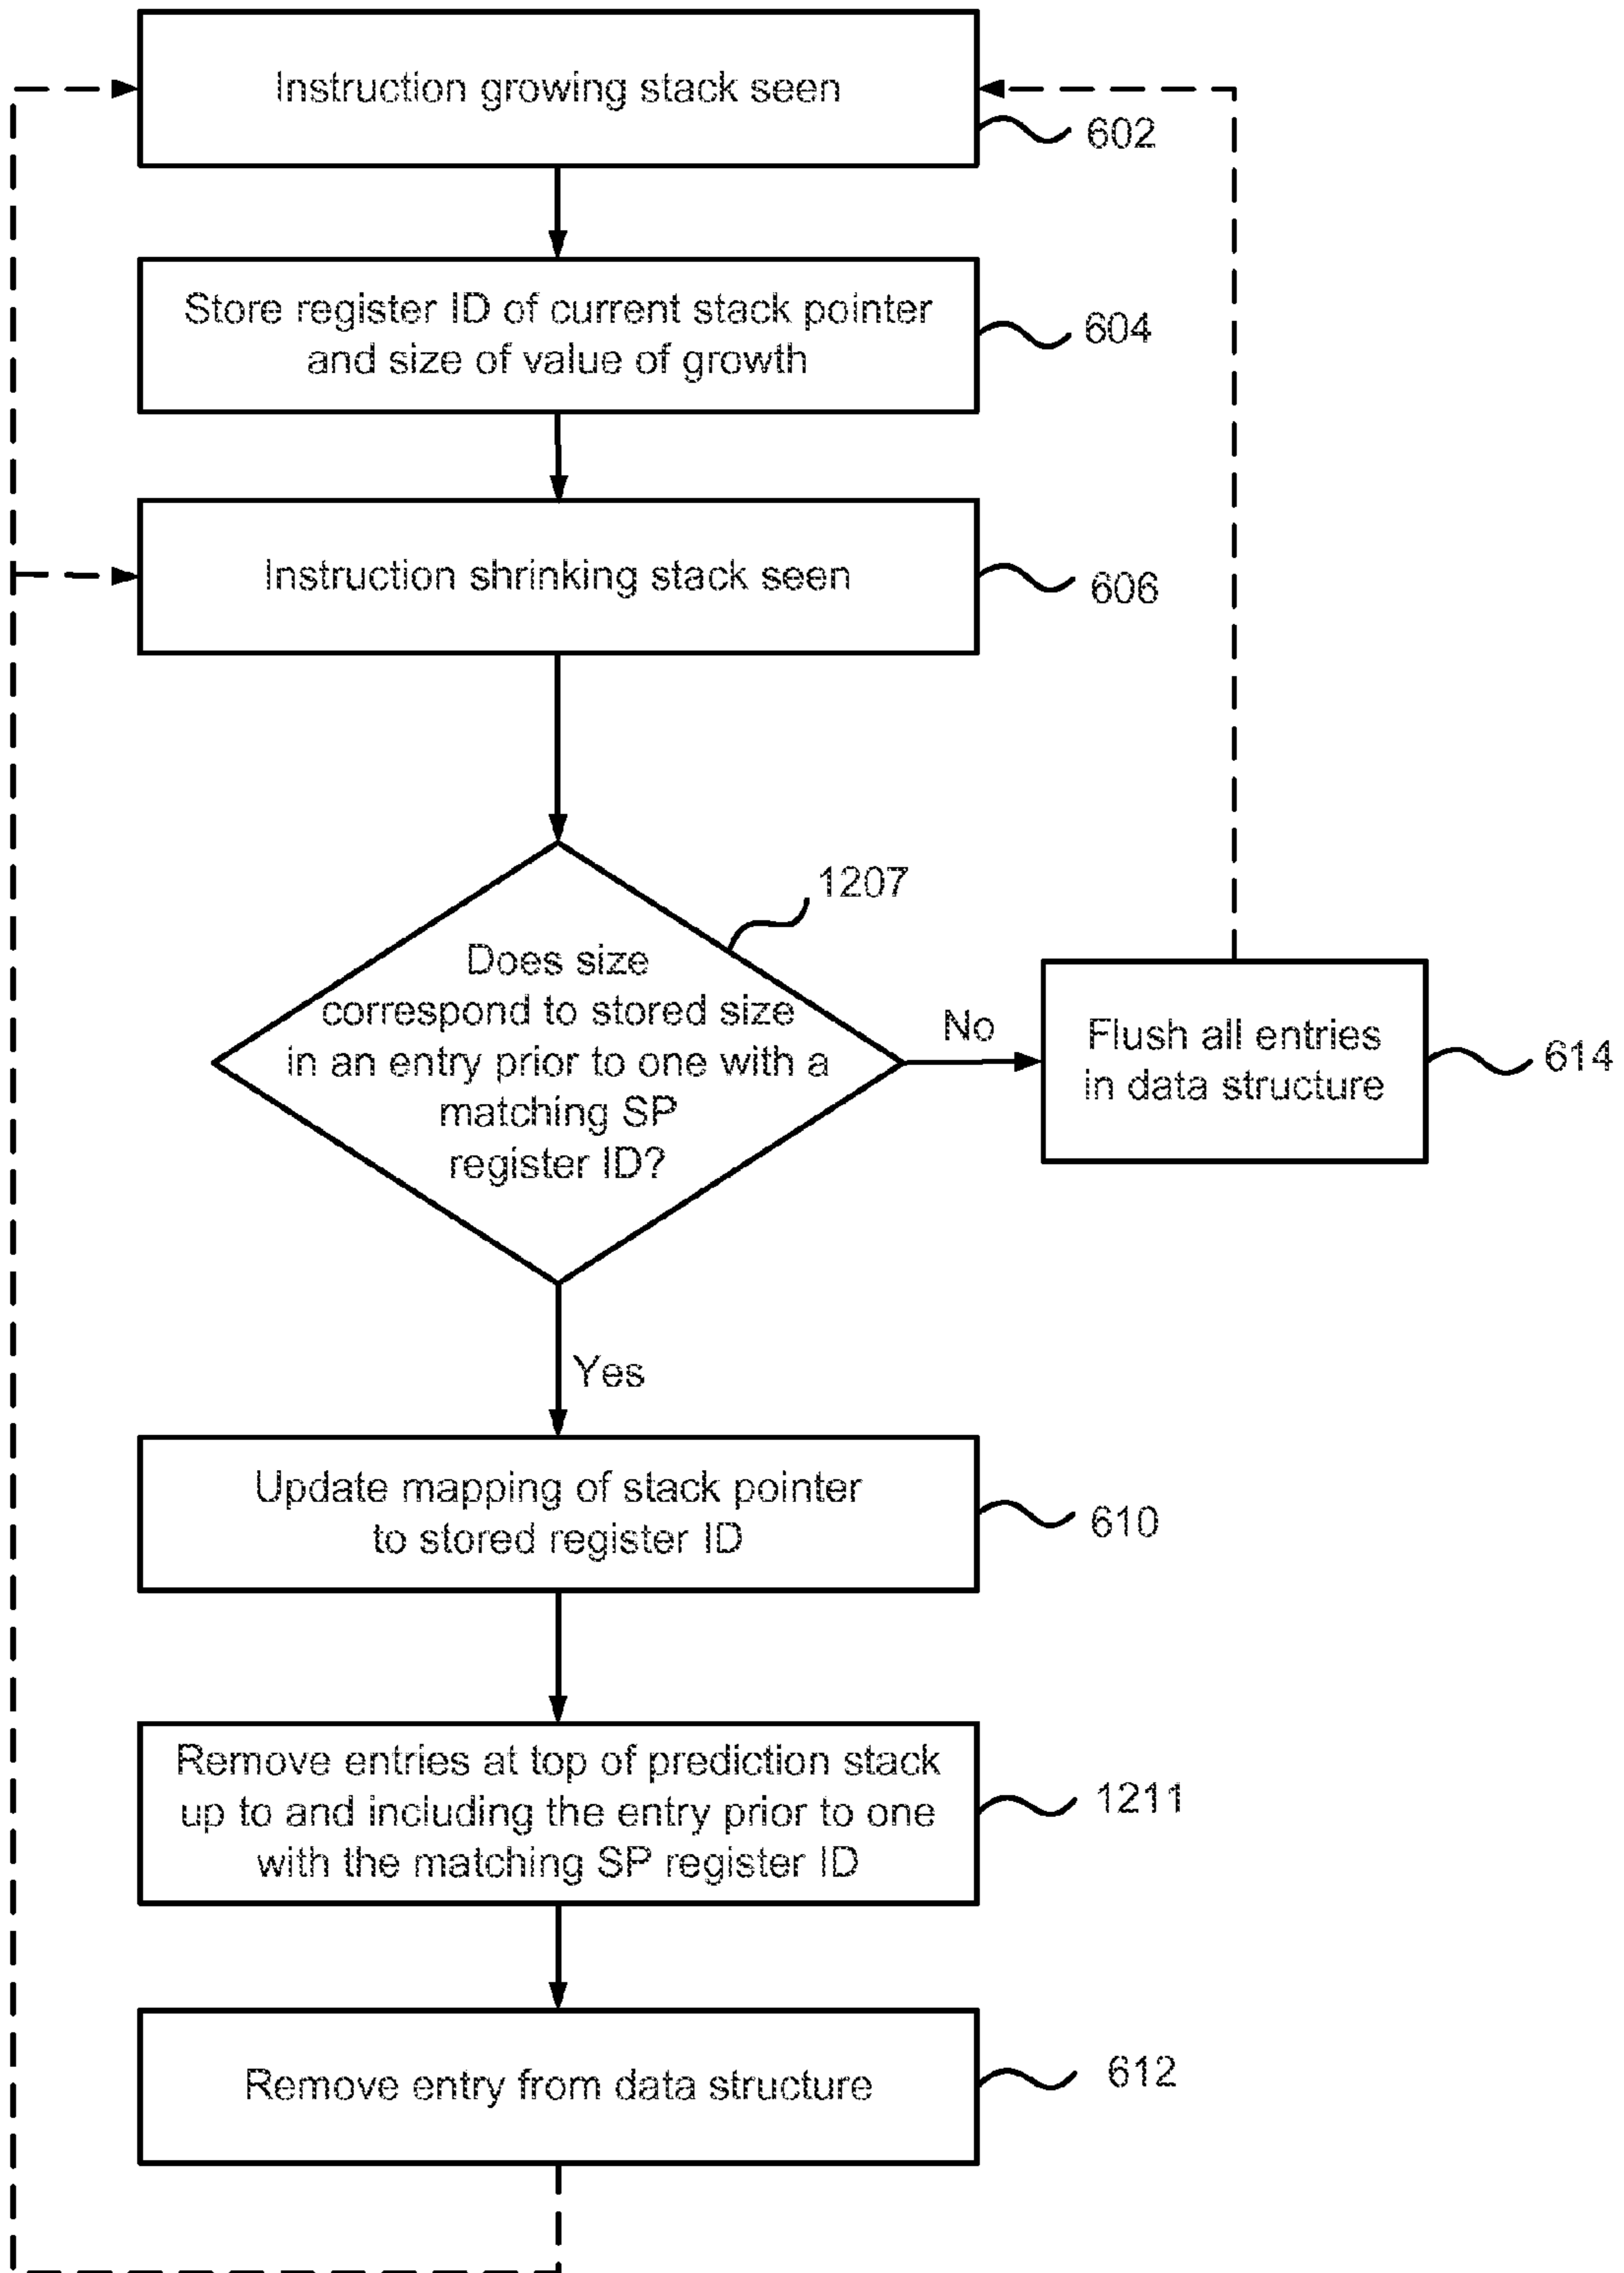 Instruction growing stack seen
602
Store register ID of current stack pointer
and size of value of growth
604
Instruction shrinking stack seen
606
1207
Does size
correspond to stored size
in an entry prior to one with a
matching SP
register ID?
No
Flush all entries
in data structure
614
Yes
Update mapping of stack pointer
to stored register ID
610
Remove entries at top of prediction stack
up to and including the entry prior to one
with the matching SP register ID
1211
Remove entry from data structure
612